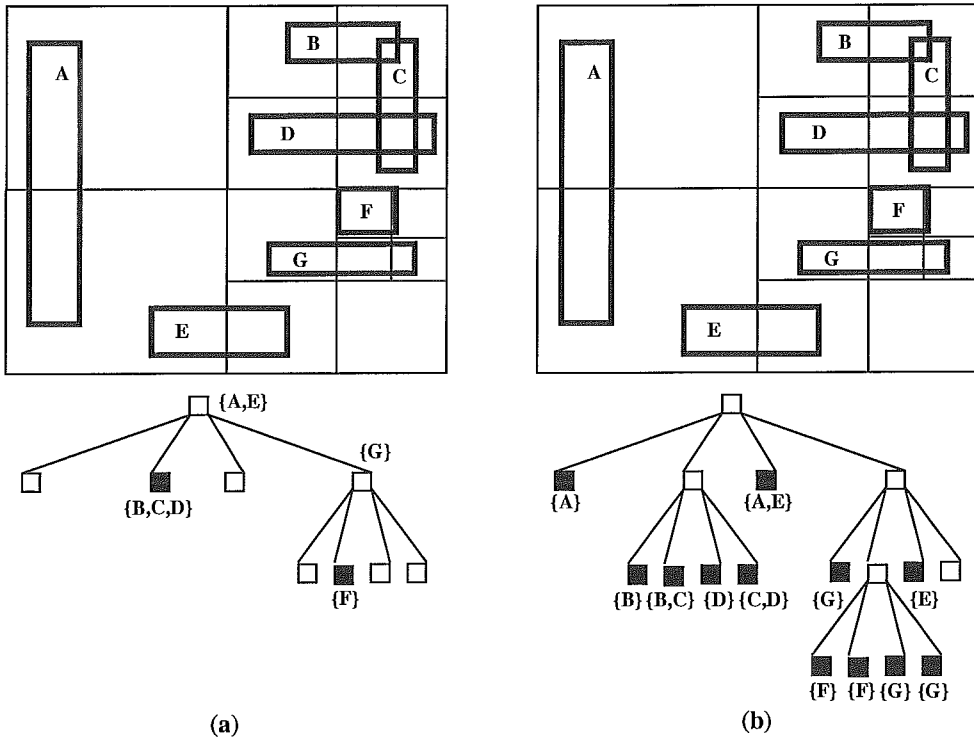 B
A
C
D
F
G
E
{A,E}
{G}
{B,C,D}
{F}
(a)
B
A
C
D
F
G
E
{A}
{A,E}
{B} {B,C} {D} {C,D}
{G} {E}
{F} {F} {G} {G}
(b)